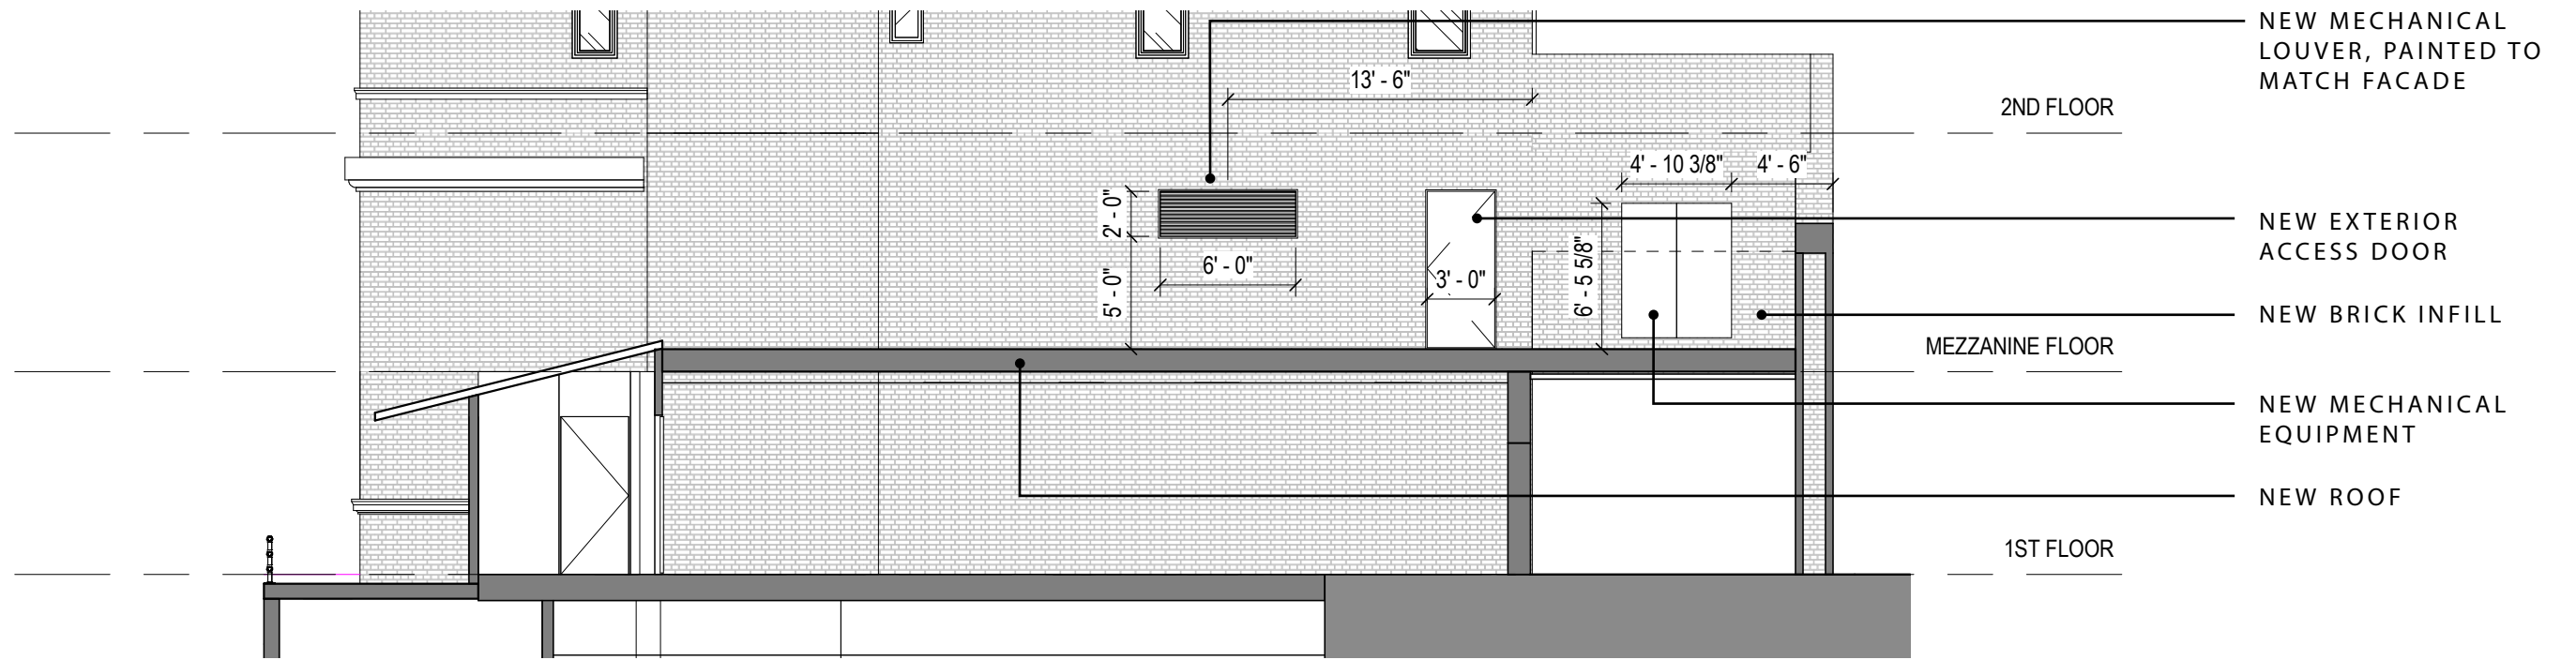 NEW MECHANICAL
LOUVER, PAINTED TO
MATCH FACADE
13' - 6"
2ND FLOOR
4' - 10 3/8"
4' - 6"
2' - 0"
NEW EXTERIOR
ACCESS DOOR
6' - 0"
5' - 0"
3' - 0"
6' - 5 5/8"
NEW BRICK INFILL
MEZZANINE FLOOR
NEW MECHANICAL
EQUIPMENT
NEW ROOF
1ST FLOOR